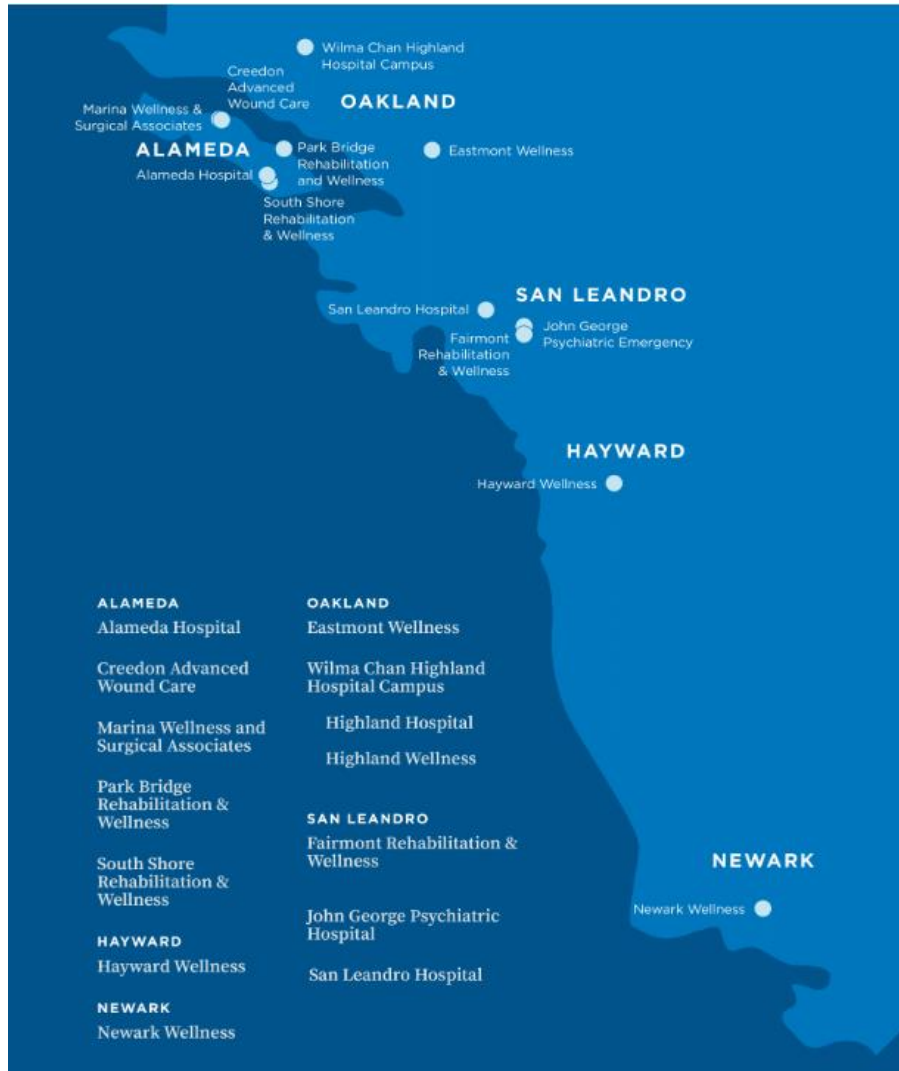 Wilma Chan Highland
Hospital Campus
Creedon
Advanced
Wound Care
OAKLAND
Marina Wellness &
Surgical Associates
ALAMEDA
Park Bridge
Rehabilitation
and Wellness
Eastmont Wellness
Alameda Hospital
South Shore
Rehabilitation
& Wellness
SAN LEANDRO
San Leandro Hospital
John George
Psychiatric Emergency
Fairmont
Rehabilitation
& Wellness
HAYWARD
Hayward Wellness
NEWARK
Newark Wellness
ALAMEDA
Alameda Hospital
Creedon Advanced
Wound Care
Marina Wellness and
Surgical Associates
Park Bridge
Rehabilitation &
Wellness
South Shore
Rehabilitation &
Wellness
HAYWARD
Hayward Wellness
NEWARK
Newark Wellness
OAKLAND
Eastmont Wellness
Wilma Chan Highland
Hospital Campus
Highland Hospital
Highland Wellness
SAN LEANDRO
Fairmont Rehabilitation &
Wellness
John George Psychiatric
Hospital
San Leandro Hospital